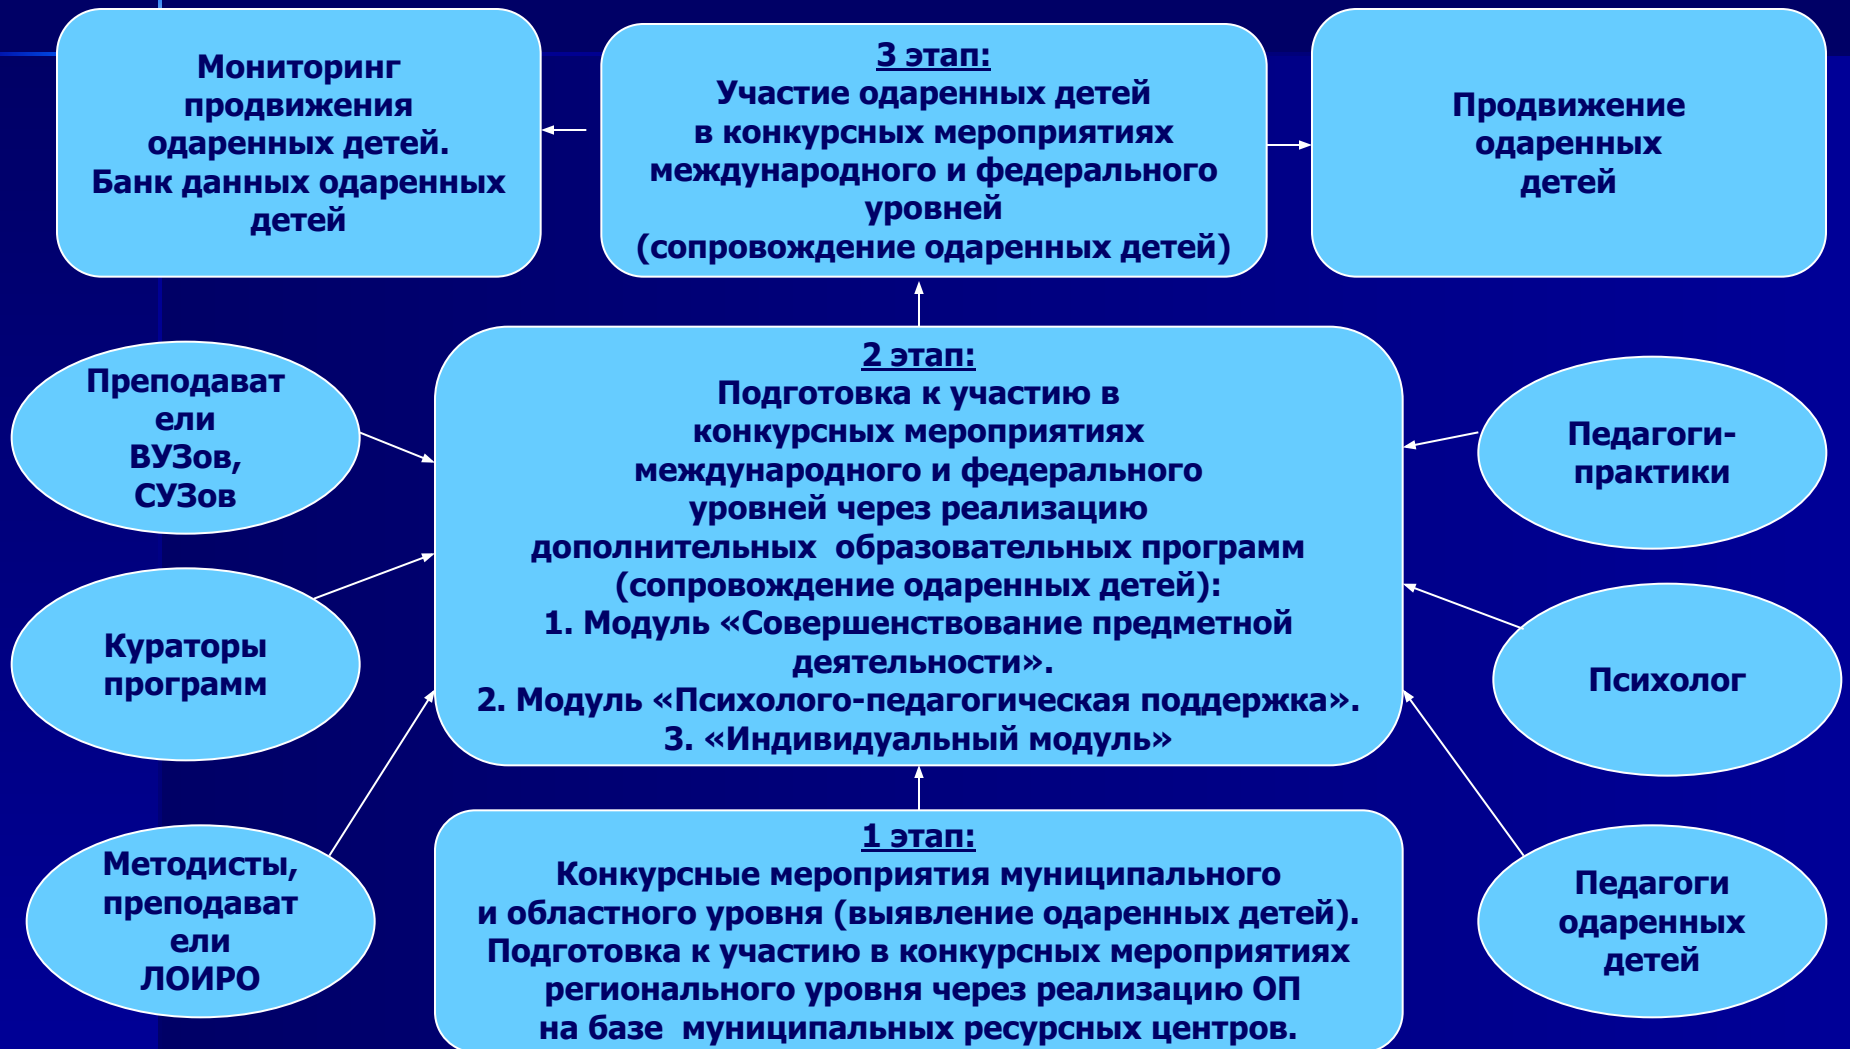 Мониторинг
продвижения
одаренных детей.
Банк данных одаренных
детей
3 этап:
Участие одаренных детей
в конкурсных мероприятиях
международного и федерального
уровней
(сопровождение одаренных детей)
Продвижение
одаренных
детей
Преподават
ели
ВУЗов,
СУЗов
Кураторы
программ
Методисты,
преподават
ели
ЛОИРО
2 этап:
Подготовка к участию в
конкурсных мероприятиях
международного и федерального
уровней через реализацию
дополнительных  образовательных программ
(сопровождение одаренных детей):
1. Модуль «Совершенствование предметной
деятельности».
2. Модуль «Психолого-педагогическая поддержка».
3. «Индивидуальный модуль»
Педагоги-
практики
Психолог
Педагоги
одаренных
детей
1 этап:
Конкурсные мероприятия муниципального
и областного уровня (выявление одаренных детей).
Подготовка к участию в конкурсных мероприятиях
регионального уровня через реализацию ОП
на базе  муниципальных ресурсных центров.